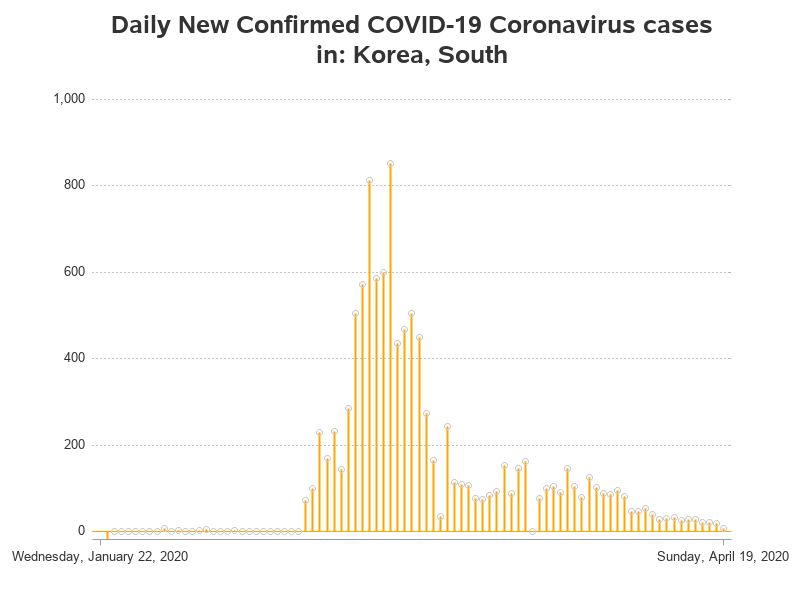 Daily New Confirmed COVID-19 Coronavirus cases
in: Korea, South
1,000
800
600
400
200
0
Wednesday, January 22, 2020
Sunday, April 19, 2020